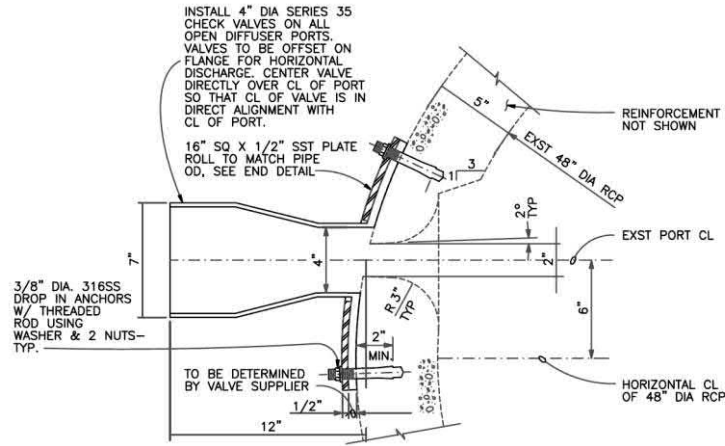 INSTALL 4" DIA SERIES 35
CHECK VALVES ON ALL
OPEN DIFFUSER PORTS.
VALVES TO BE OFFSET ON
FLANGE FOR HORIZONTAL
DISCHARGE. CENTER VALVE
DIRECTLY OVER CL OF PORT
SO THAT CL OF VALVE IS IN
DIRECT ALIGNMENT WITH
CL OF PORT.
16" SQ X 1/2" SST PLATE
ROLL TO MATCH PIPE
OD, SEE END DETAIL
5"
REINFORCEMENT
NOT SHOWN
EXST 48" DIA RCP
3
1
2°
TYP
EXST PORT CL
7"
4"
2"
6"
3/8" DIA. 316SS
DROP IN ANCHORS
W/ THREADED
ROD USING
WASHER & 2 NUTS-
TYP.
R 3"
TYP
2"
MIN.
TO BE DETERMINED
BY VALVE SUPPLIER
HORIZONTAL CL
OF 48" DIA RCP
1/2"
12"